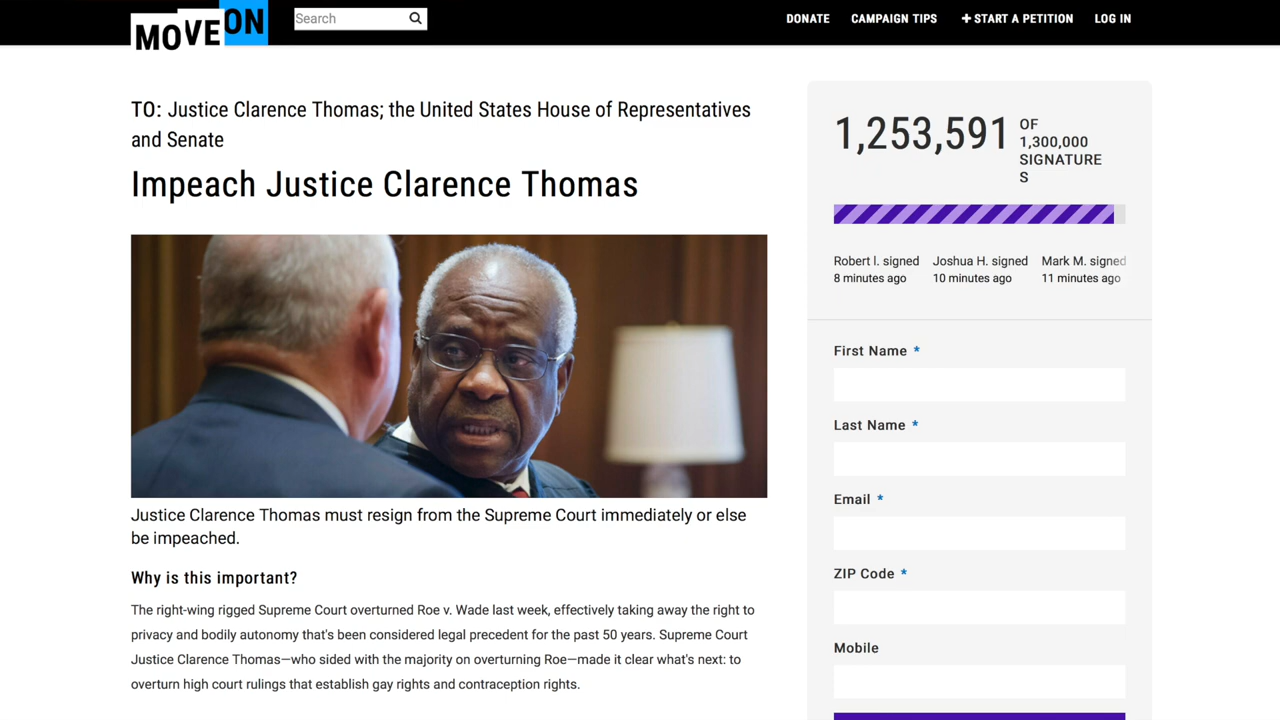 MOVEON
Search
DONATE CAMPAIGN TIPS +START A PETITION LOG IN
TO: Justice Clarence Thomas; the United States House of Representatives
and Senate
Impeach Justice Clarence Thomas
Justice Clarence Thomas must resign from the Supreme Court immediately or else
be impeached.
Why is this important?
The right-wing rigged Supreme Court overturned Roe v. Wade last week, effectively taking away the right to
privacy and bodily autonomy that's been considered legal precedent for the past 50 years. Supreme Court
Justice Clarence Thomas—who sided with the majority on overturning Roe—made it clear what's next: to
overturn high court rulings that establish gay rights and contraception rights.
1,253,591
OF
1,300,000
SIGNATURE
S
Robert l. signed
8 minutes ago
Joshua H. signed
10 minutes ago
Mark M. signed
11 minutes ago
First Name *
Last Name *
Email *
ZIP Code *
Mobile